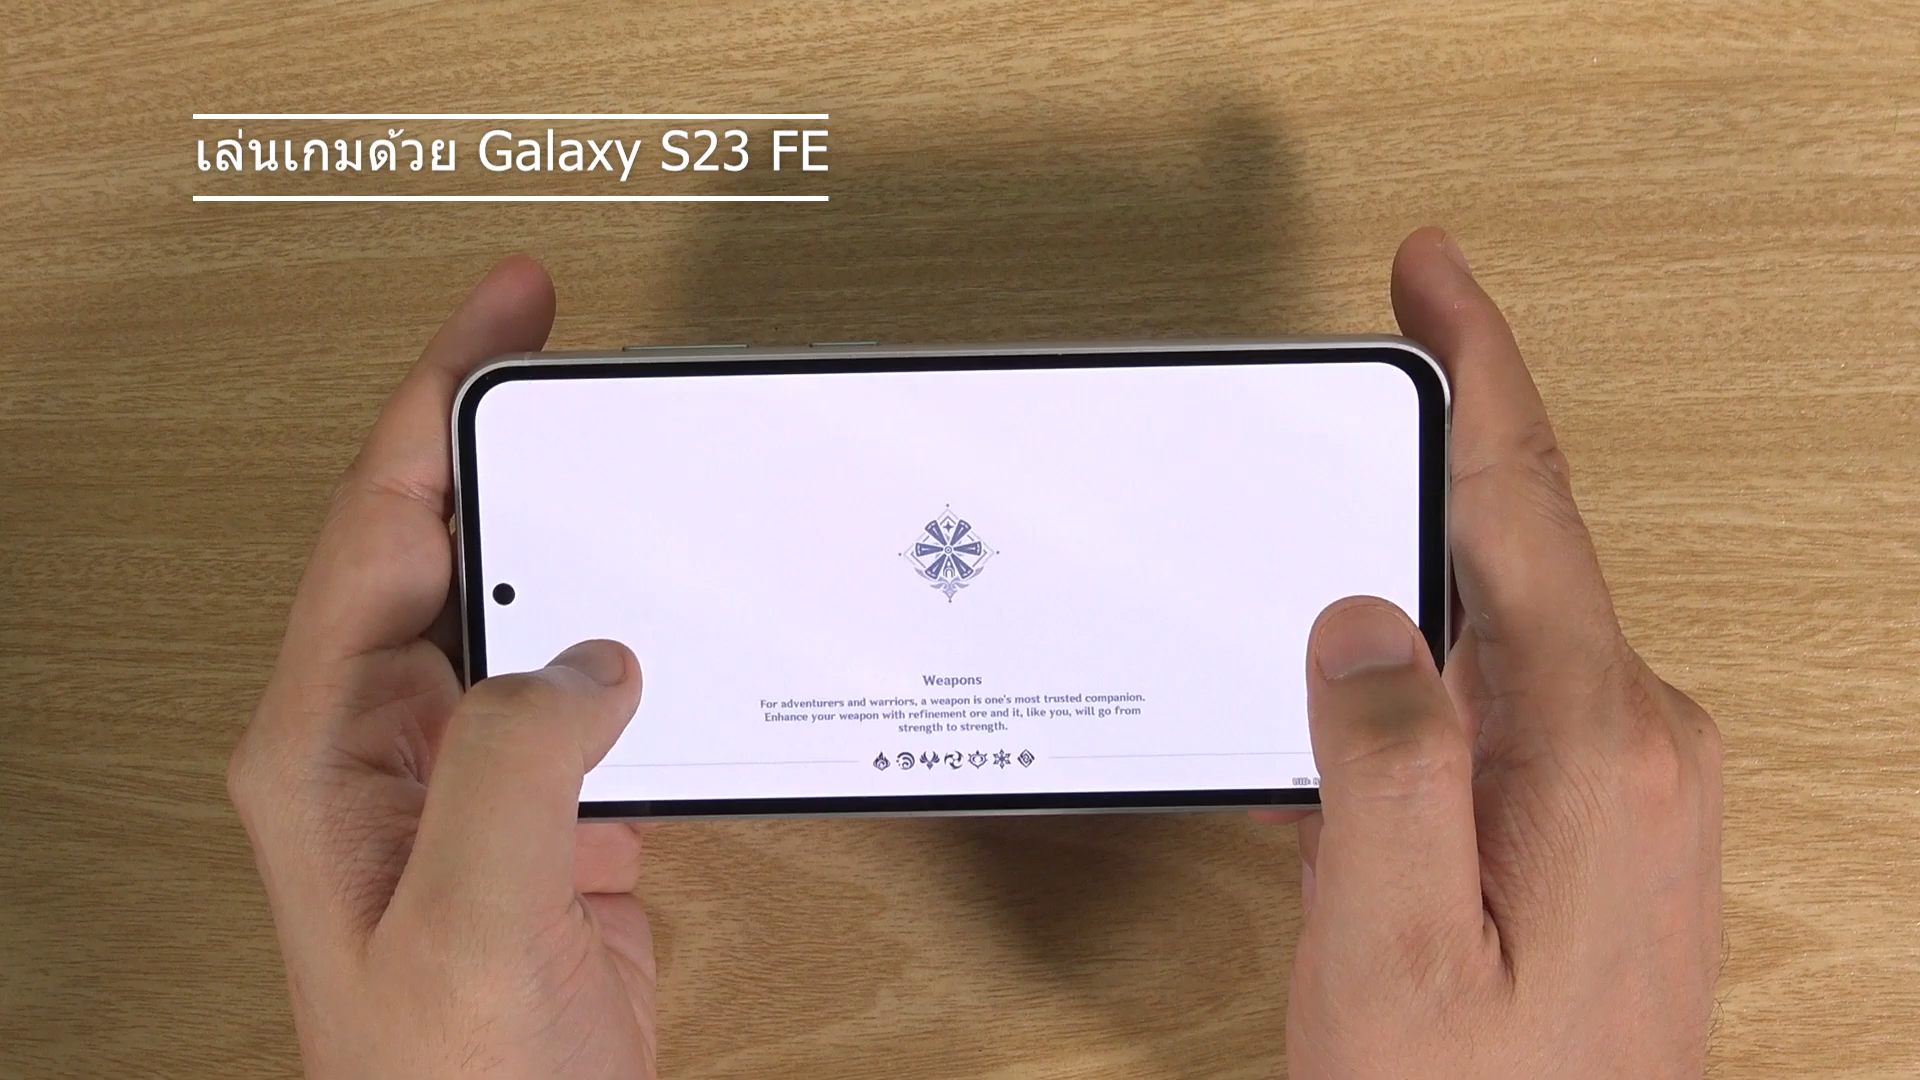 เล่นเกมด้วย Galaxy S23 FE
Weapons
For adventurers and warriors, a weapon is one's most trusted companion.
Enhance your weapon with refinement ore and it, like you, will go from
strength to strength.